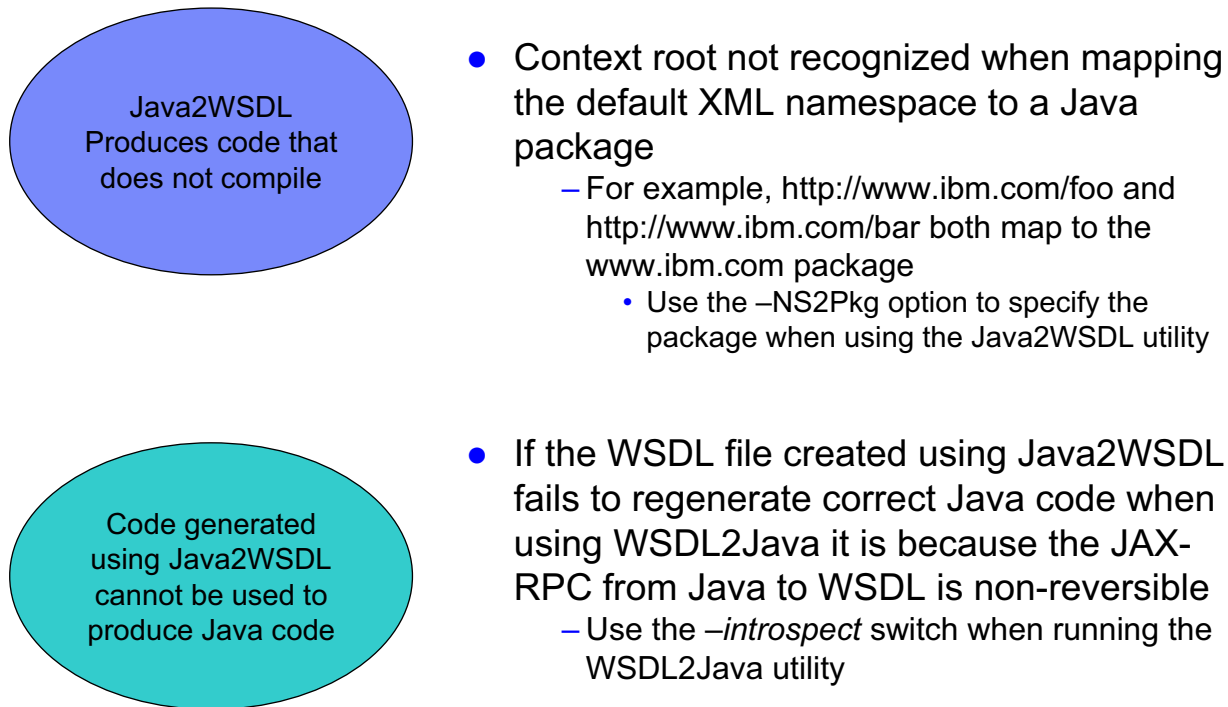 Java2WSDL
Produces code that
does not compile
● Context root not recognized when mapping
the default XML namespace to a Java
package
– For example, http://www.ibm.com/foo and
http://www.ibm.com/bar both map to the
www.ibm.com package
• Use the –NS2Pkg option to specify the
package when using the Java2WSDL utility
Code generated
using Java2WSDL
cannot be used to
produce Java code
● If the WSDL file created using Java2WSDL
fails to regenerate correct Java code when
using WSDL2Java it is because the JAX-
RPC from Java to WSDL is non-reversible
– Use the –introspect switch when running the
WSDL2Java utility